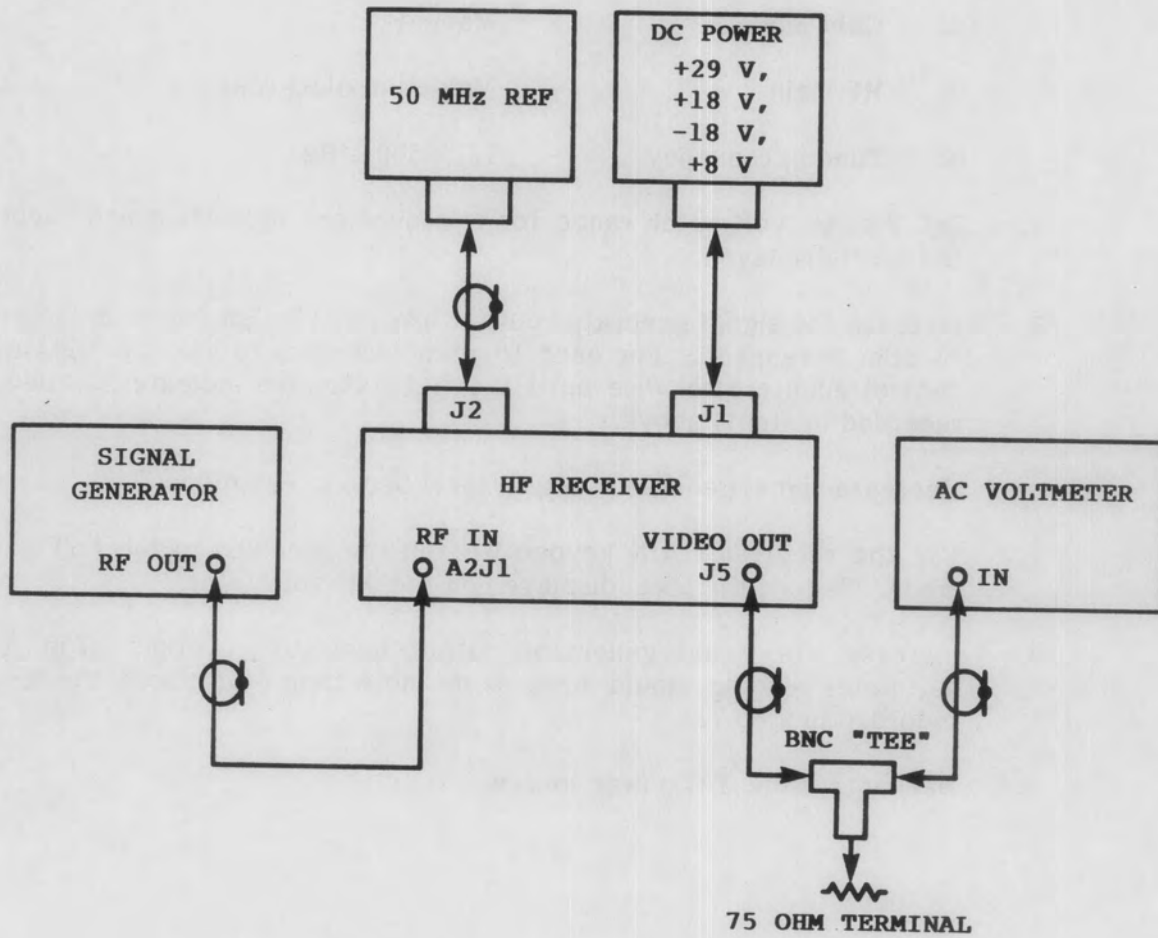 50 MHz REF
DC POWER
+29 V,
+18 V,
-18 V,
+8 V
J2
J1
SIGNAL
GENERATOR
RF OUT
HF RECEIVER
RF IN
A2J1
VIDEO OUT
J5
AC VOLTMETER
IN
BNC "TEE"
75 OHM TERMINAL